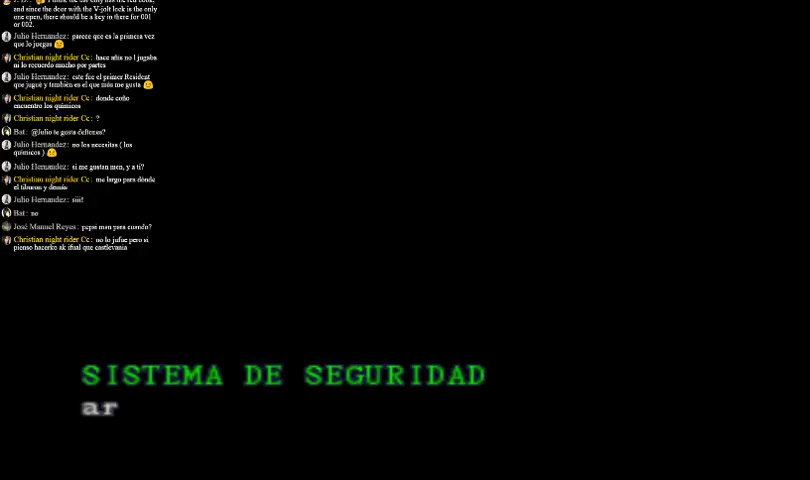 and since the door with the V-jolt lock is the only
one open, there should be a key in there for 001
or 002.
Julio Hernandez: parece que es la primera vez
que lo juegas
Christian night rider Cc: hace añis no l jugaba
ni lo recuerdo mucho por partes
Julio Hernandez: este fue el primer Resident
que jugué y también es el que más me gusta
Christian night rider Cc: donde coño
encuentro los químicos
Christian night rider Cc: ?
Bat: @Julio te gusta deftones?
Julio Hernandez: no les necesitas ( los
químicos )
Julio Hernandez: si me gustan men, y a ti?
Christian night rider Cc: me largo para dónde
el tiburon y demás
Julio Hernandez: siii!
Bat: no
José Manuel Reyes: pepsi man para cuando?
Christian night rider Cc: no lo jufue pero si
pienso hacerko ak ifual que castlevania
SISTEMA DE SEGURIDAD
ar